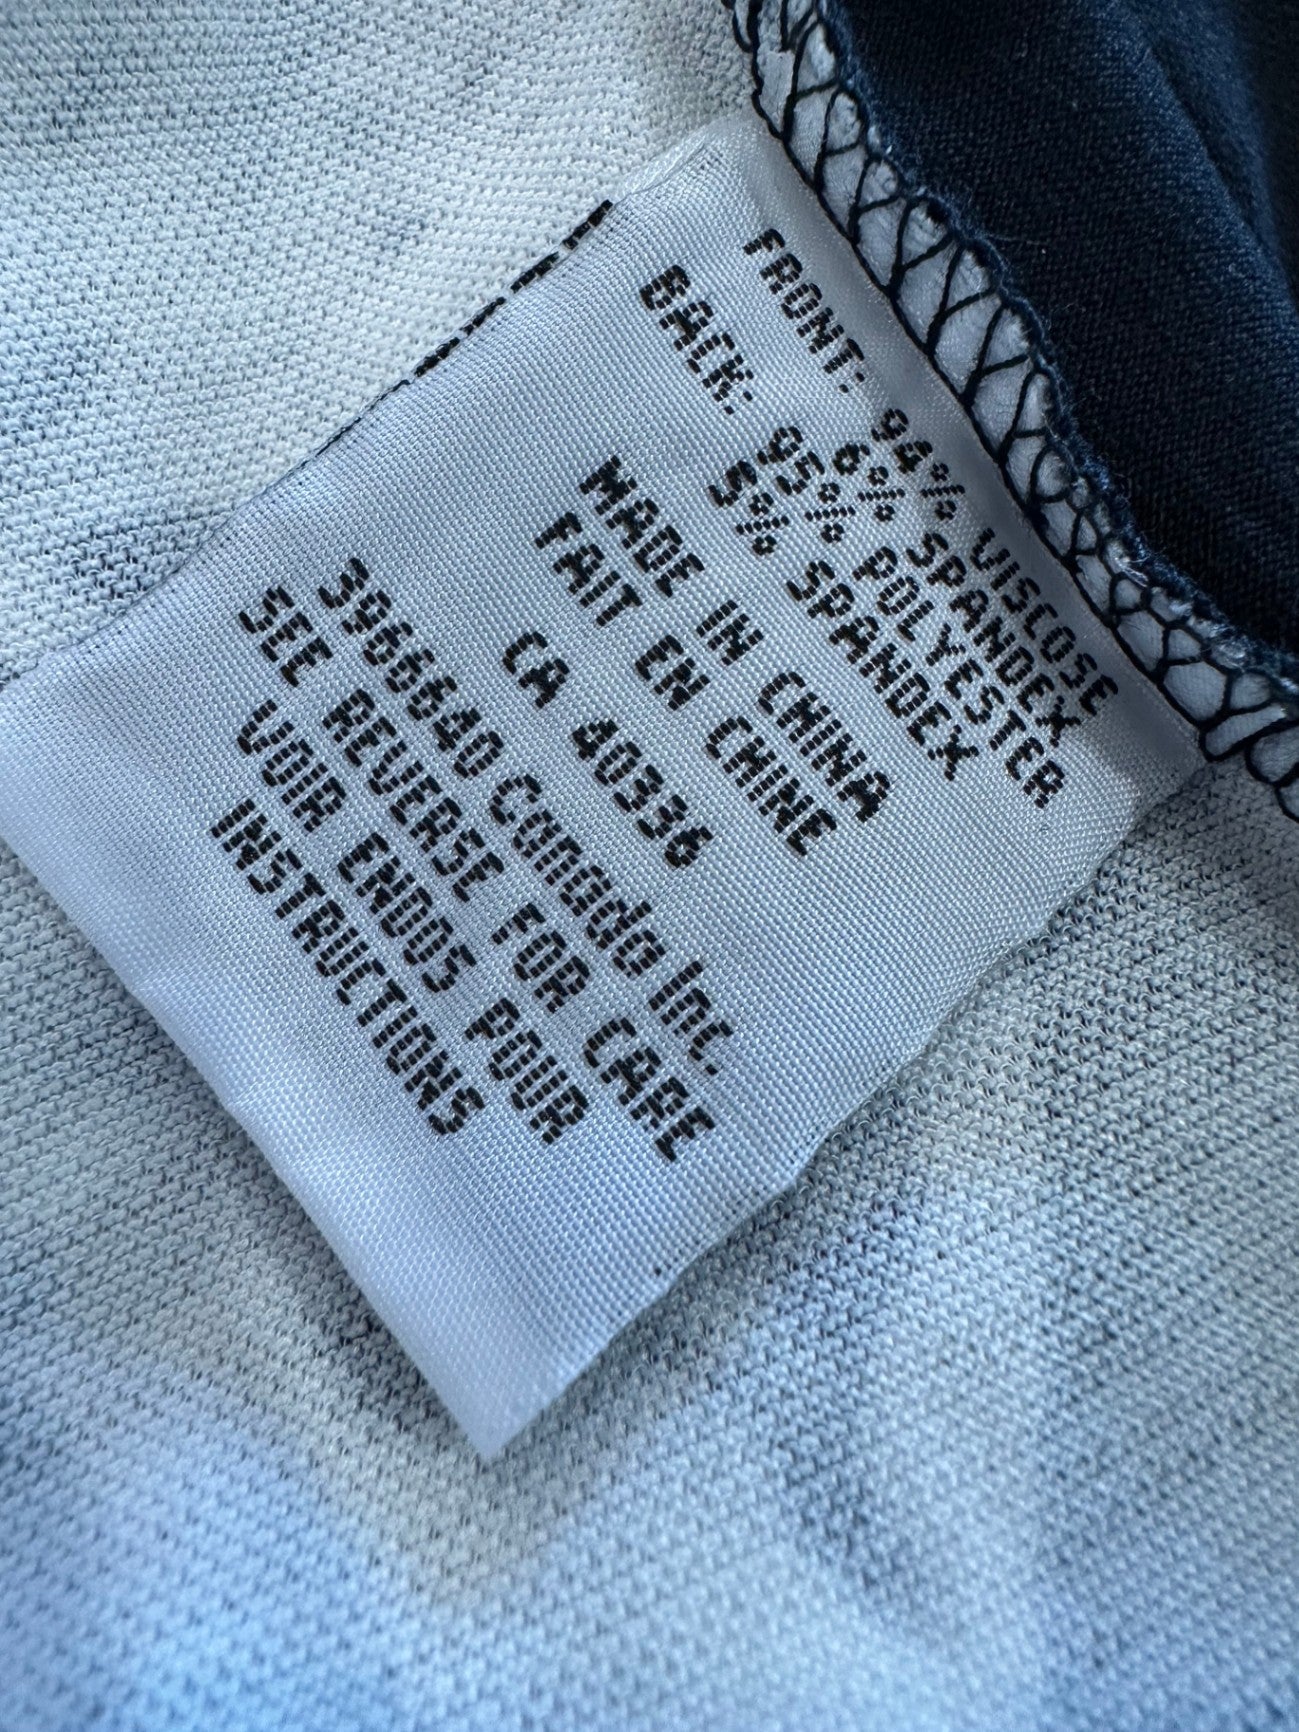 FRONT: 94% VISCOSE
6% SPANDEX
BACK: 95% POLYESTER
5% SPANDEX
MADE IN CHINA
FAIT EN CHINE
CA 40336
3966640 Canada Inc.
SEE REVERSE FOR CARE
VOIR ENDOS POUR
INSTRUCTIONS